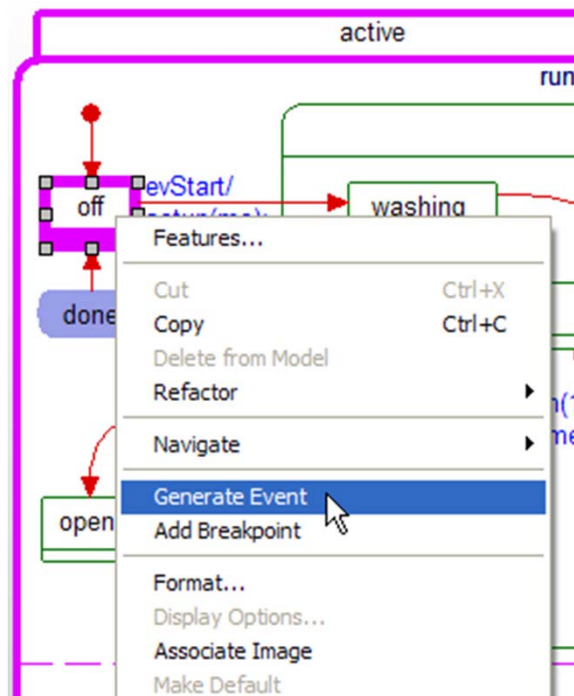 active
run
evStart/
off
washing
Features...
Cut Ctrl+X
done
Copy Ctrl+C
Delete from Model
Refactor
Navigate
Generate Event
open
Add Breakpoint
Format...
Display Options...
Associate Image
Make Default